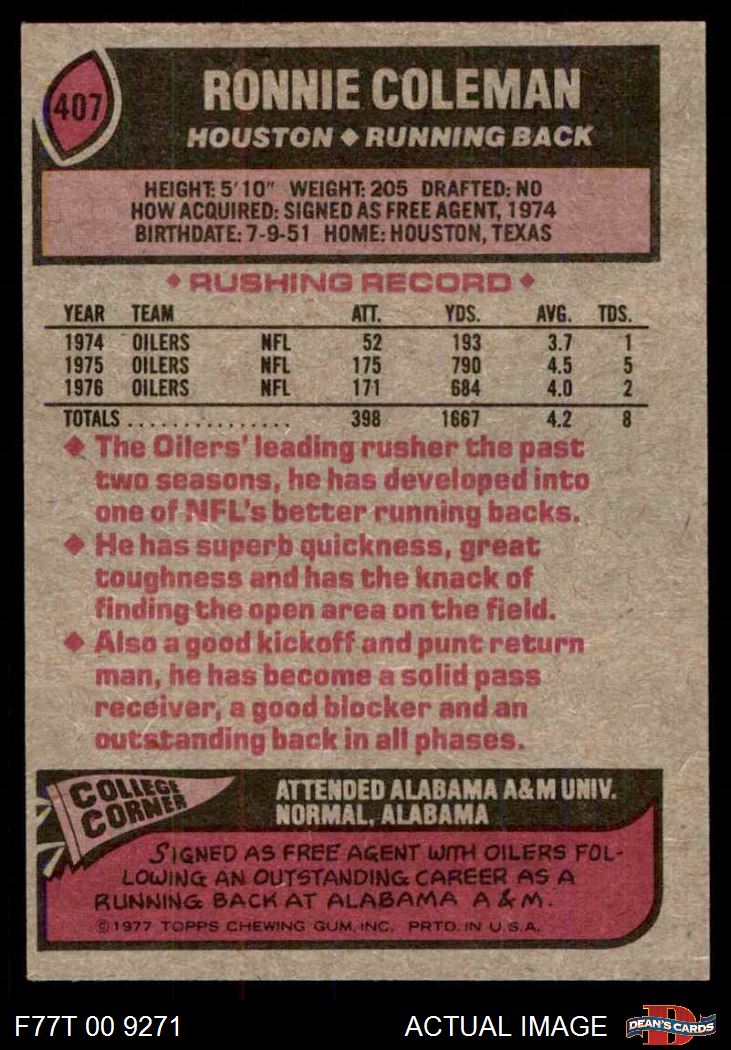 407
RONNIE COLEMAN
HOUSTON ◆ RUNNING BACK
HEIGHT: 5'10" WEIGHT: 205 DRAFTED: NO
HOW ACQUIRED: SIGNED AS FREE AGENT, 1974
BIRTHDATE: 7-9-51 HOME: HOUSTON, TEXAS
◆ RUSHING RECORD ◆
YEAR TEAM ATT. YDS. AVG. TDS.
1974 OILERS NFL 52 193 3.7 1
1975 OILERS NFL 175 790 4.5 5
1976 OILERS NFL 171 684 4.0 2
TOTALS ............... 398 1667 4.2 8
◆ The Oilers' leading rusher the past
two seasons, he has developed into
one of NFL's better running backs.
◆ He has superb quickness, great
toughness and has the knack of
finding the open area on the field.
◆ Also a good kickoff and punt return
man, he has become a solid pass
receiver, a good blocker and an
outstanding back in all phases.
COLLEGE
CORNER
ATTENDED ALABAMA A&M UNIV.
NORMAL, ALABAMA
SIGNED AS FREE AGENT WITH OILERS FOL-
LOWING AN OUTSTANDING CAREER AS A
RUNNING BACK AT ALABAMA A & M.
©1977 TOPPS CHEWING GUM, INC. PRTD. IN U.S.A.
F77T 00 9271 ACTUAL IMAGE
D
DEAN'S CARDS